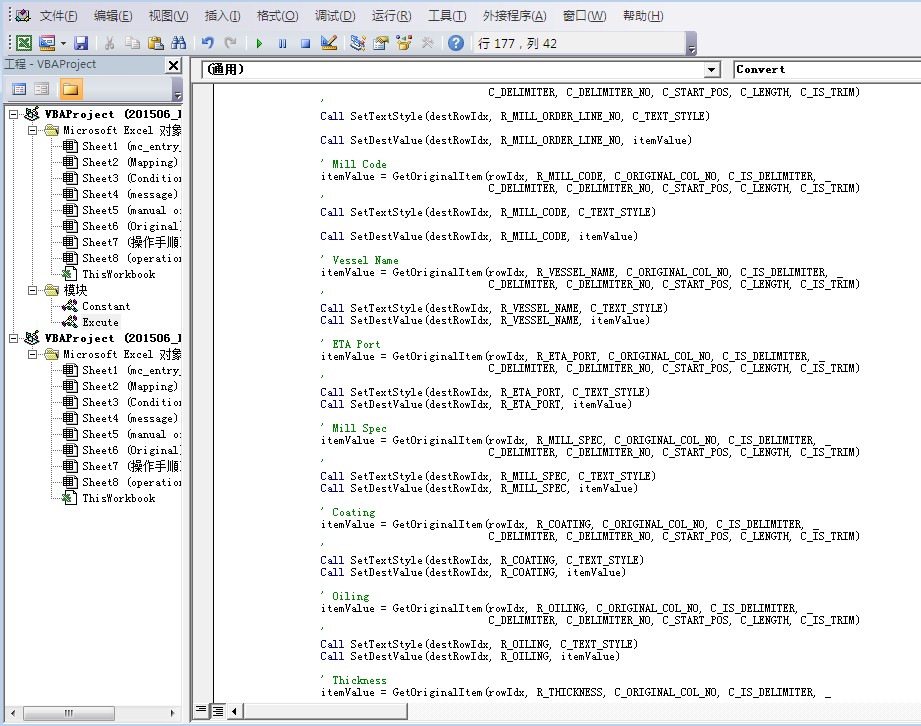 文件(F) 编辑(E) 视图(V) 插入(I) 格式(O) 调试(D) 运行(R) 工具(T) 外接程序(A) 窗口(W) 帮助(H)
行 177，列 42
工程 - VBAProject
(通用)
Convert
VBAProject (201506_
Microsoft Excel 对象
Sheet1 (mc_entry_
Sheet2 (Mapping)
Sheet3 (Conditio
Sheet4 (message)
Sheet5 (manual o
Sheet6 (Original
Sheet7 (操作手順
Sheet8 (operation
ThisWorkbook
模块
Constant
Excute
VBAProject (201506_
Microsoft Excel 对象
Sheet1 (mc_entry_
Sheet2 (Mapping)
Sheet3 (Conditio
Sheet4 (message)
Sheet5 (manual o
Sheet6 (Original
Sheet7 (操作手順
Sheet8 (operation
ThisWorkbook
C_DELIMITER, C_DELIMITER_NO, C_START_POS, C_LENGTH, C_IS_TRIM)
'
Call SetTextStyle(destRowIdx, R_MILL_ORDER_LINE_NO, C_TEXT_STYLE)
Call SetDestValue(destRowIdx, R_MILL_ORDER_LINE_NO, itemValue)
' Mill Code
itemValue = GetOriginalItem(rowIdx, R_MILL_CODE, C_ORIGINAL_COL_NO, C_IS_DELIMITER, _
C_DELIMITER, C_DELIMITER_NO, C_START_POS, C_LENGTH, C_IS_TRIM)
'
Call SetTextStyle(destRowIdx, R_MILL_CODE, C_TEXT_STYLE)
Call SetDestValue(destRowIdx, R_MILL_CODE, itemValue)
' Vessel Name
itemValue = GetOriginalItem(rowIdx, R_VESSEL_NAME, C_ORIGINAL_COL_NO, C_IS_DELIMITER, _
C_DELIMITER, C_DELIMITER_NO, C_START_POS, C_LENGTH, C_IS_TRIM)
'
Call SetTextStyle(destRowIdx, R_VESSEL_NAME, C_TEXT_STYLE)
Call SetDestValue(destRowIdx, R_VESSEL_NAME, itemValue)
' ETA Port
itemValue = GetOriginalItem(rowIdx, R_ETA_PORT, C_ORIGINAL_COL_NO, C_IS_DELIMITER, _
C_DELIMITER, C_DELIMITER_NO, C_START_POS, C_LENGTH, C_IS_TRIM)
'
Call SetTextStyle(destRowIdx, R_ETA_PORT, C_TEXT_STYLE)
Call SetDestValue(destRowIdx, R_ETA_PORT, itemValue)
' Mill Spec
itemValue = GetOriginalItem(rowIdx, R_MILL_SPEC, C_ORIGINAL_COL_NO, C_IS_DELIMITER, _
C_DELIMITER, C_DELIMITER_NO, C_START_POS, C_LENGTH, C_IS_TRIM)
'
Call SetTextStyle(destRowIdx, R_MILL_SPEC, C_TEXT_STYLE)
Call SetDestValue(destRowIdx, R_MILL_SPEC, itemValue)
' Coating
itemValue = GetOriginalItem(rowIdx, R_COATING, C_ORIGINAL_COL_NO, C_IS_DELIMITER, _
C_DELIMITER, C_DELIMITER_NO, C_START_POS, C_LENGTH, C_IS_TRIM)
'
Call SetTextStyle(destRowIdx, R_COATING, C_TEXT_STYLE)
Call SetDestValue(destRowIdx, R_COATING, itemValue)
' Oiling
itemValue = GetOriginalItem(rowIdx, R_OILING, C_ORIGINAL_COL_NO, C_IS_DELIMITER, _
C_DELIMITER, C_DELIMITER_NO, C_START_POS, C_LENGTH, C_IS_TRIM)
'
Call SetTextStyle(destRowIdx, R_OILING, C_TEXT_STYLE)
Call SetDestValue(destRowIdx, R_OILING, itemValue)
' Thickness
itemValue = GetOriginalItem(rowIdx, R_THICKNESS, C_ORIGINAL_COL_NO, C_IS_DELIMITER, _